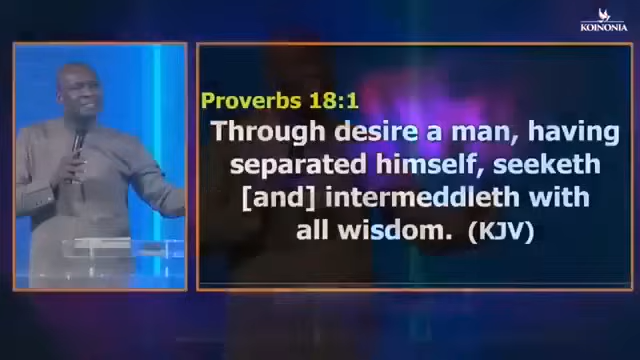 KOINONIA
Proverbs 18:1
Through desire a man, having
separated himself, seeketh
[and] intermeddleth with
all wisdom. (KJV)